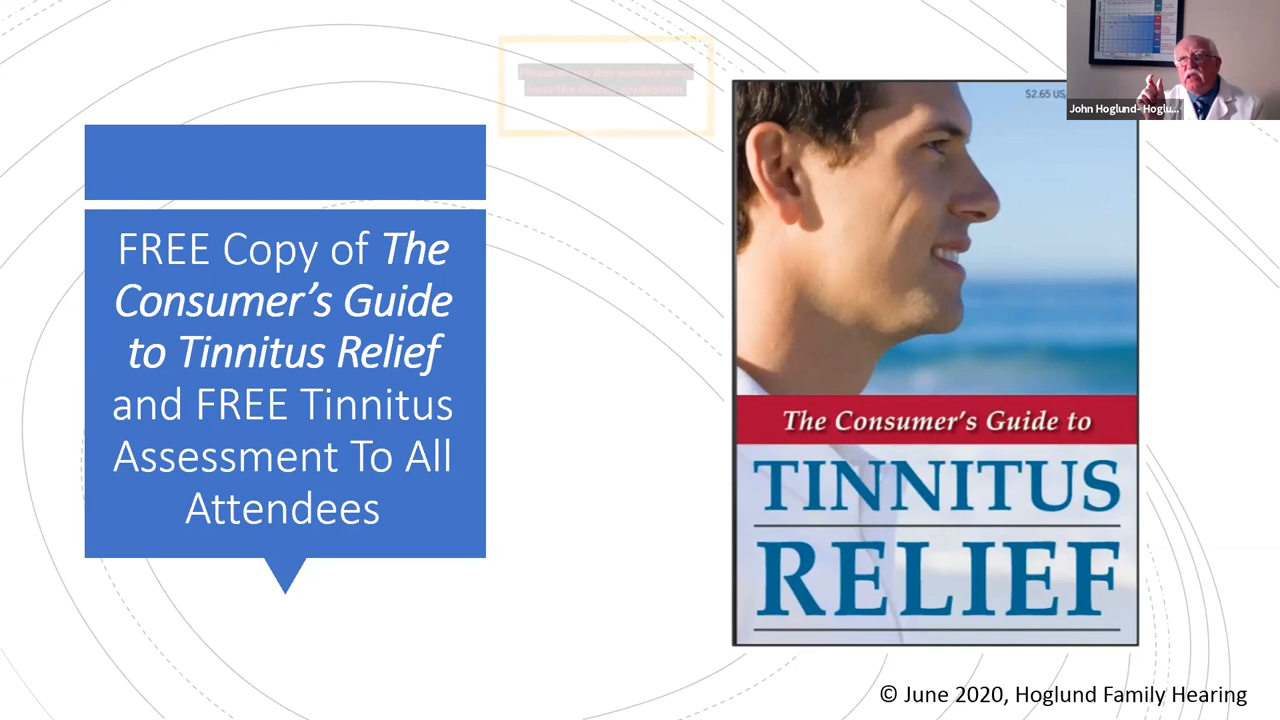 FREE Copy of The
Consumer's Guide
to Tinnitus Relief
and FREE Tinnitus
Assessment To All
Attendees
$2.65 US
John Hoglund- Hoglu...
The Consumer's Guide to
TINNITUS
RELIEF
© June 2020, Hoglund Family Hearing